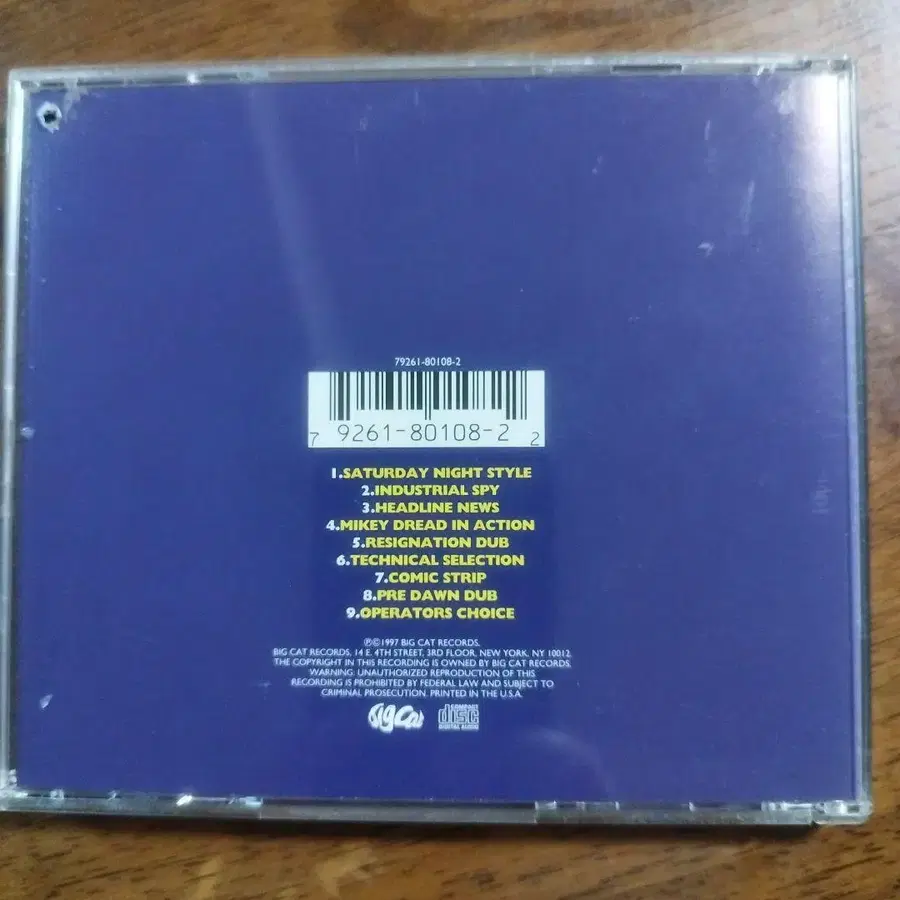 79261-80108-2
7 9261-80108-2 2
1.SATURDAY NIGHT STYLE
2.INDUSTRIAL SPY
3.HEADLINE NEWS
4.MIKEY DREAD IN ACTION
5.RESIGNATION DUB
6.TECHNICAL SELECTION
7.COMIC STRIP
8.PRE DAWN DUB
9.OPERATORS CHOICE
℗©1997 BIG CAT RECORDS.
BIG CAT RECORDS, 14 E. 4TH STREET, 3RD FLOOR, NEW YORK, NY 10012.
THE COPYRIGHT IN THIS RECORDING IS OWNED BY BIG CAT RECORDS.
WARNING: UNAUTHORIZED REPRODUCTION OF THIS
RECORDING IS PROHIBITED BY FEDERAL LAW AND SUBJECT TO
CRIMINAL PROSECUTION. PRINTED IN THE U.S.A.
Big Cat
COMPACT
disc
DIGITAL AUDIO